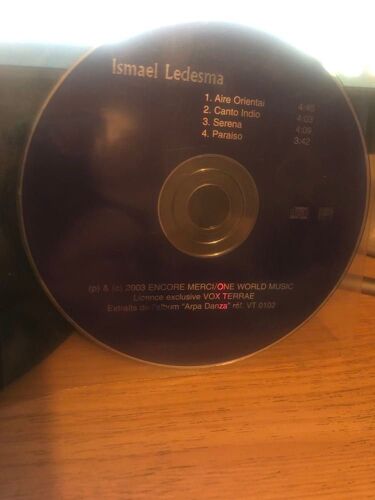 Ismael Ledesma
1. Aire Oriental 4:45
2. Canto Indio 4:03
3. Serena 4:09
4. Paraiso 3:42
(p) & (c) 2003 ENCORE MERCI/ONE WORLD MUSIC
Licence exclusive VOX TERRAE
Extraits de l'album "Arpa Danza" réf. VT 0102